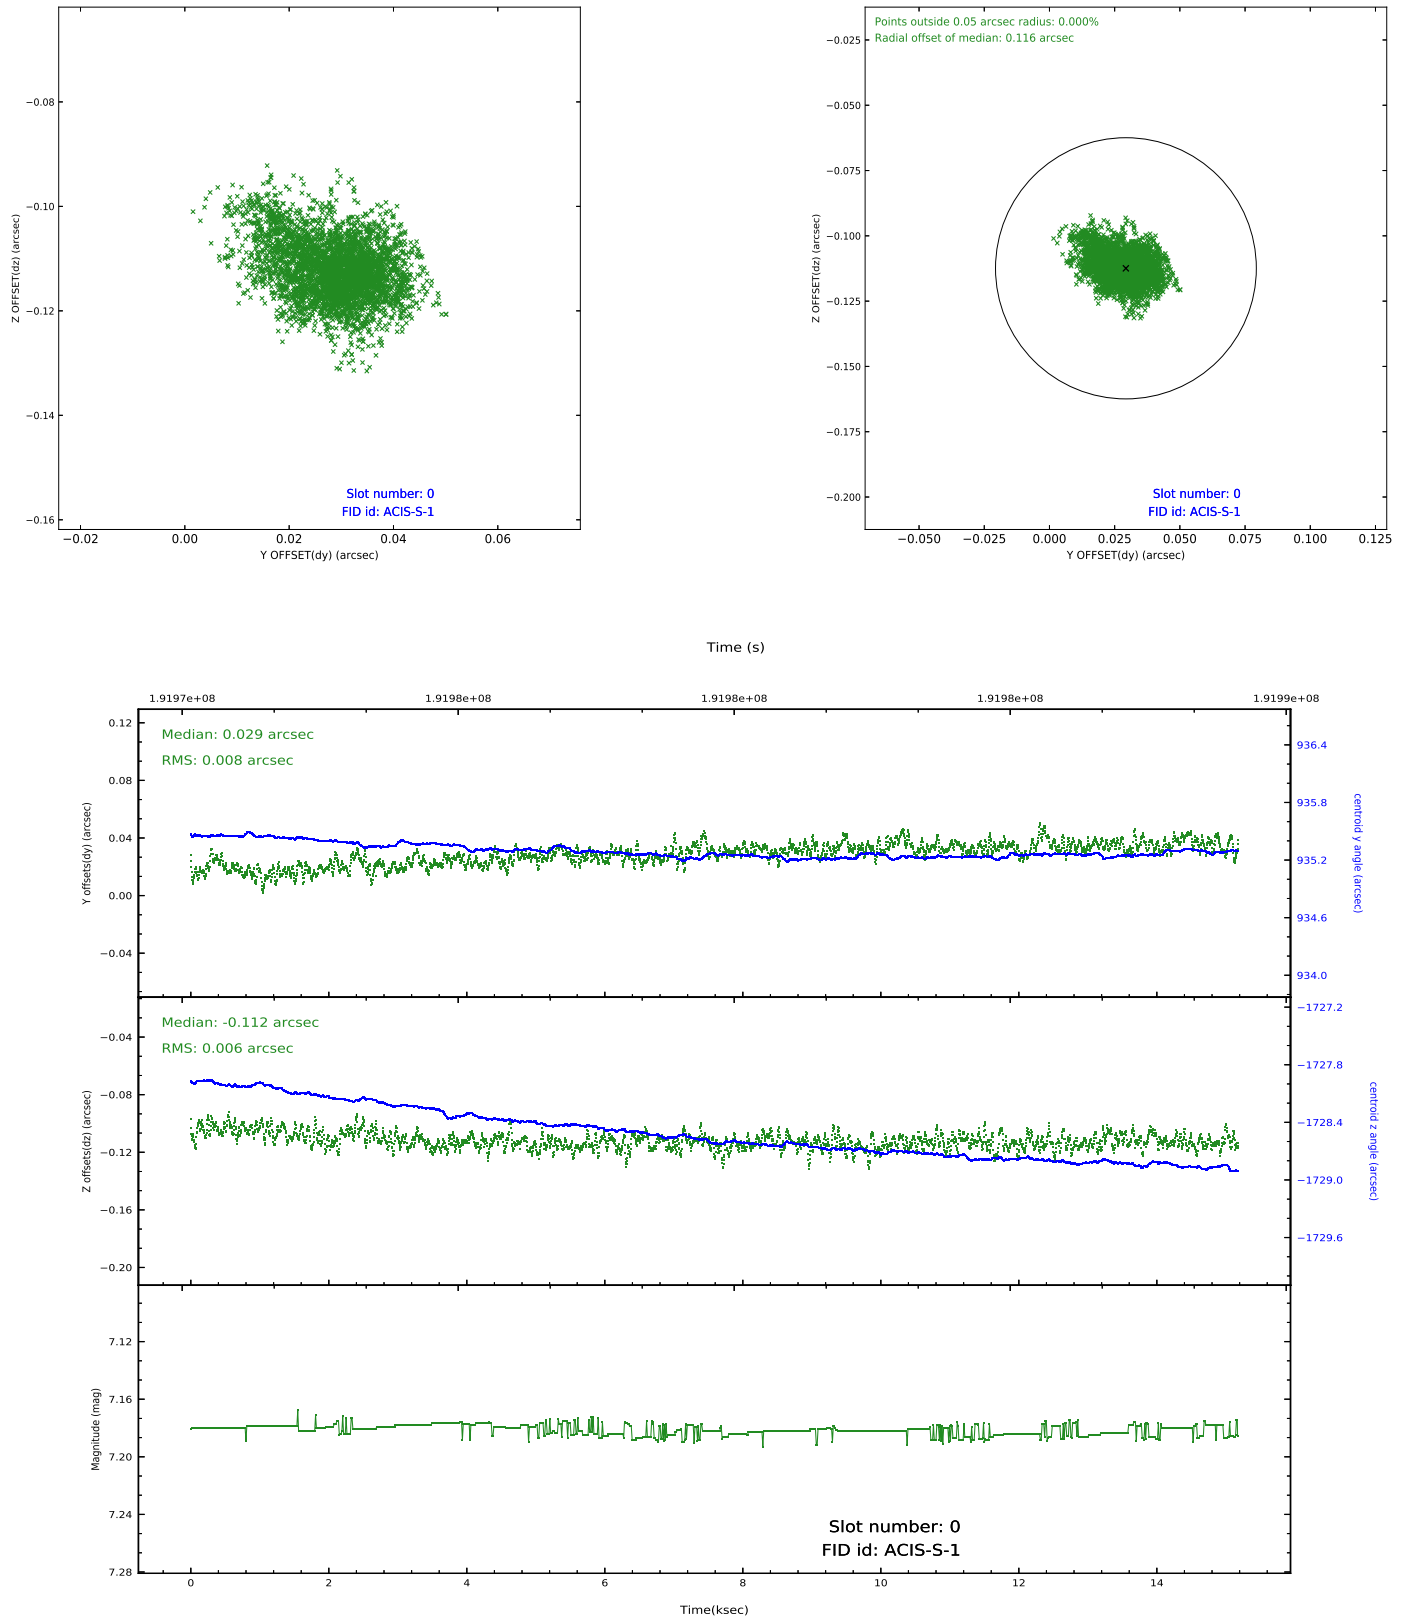 −0.08
−0.10
−0.12
−0.14
−0.16
Z OFFSET(dz) (arcsec)
Slot number: 0
FID id: ACIS-S-1
−0.02 0.00 0.02 0.04 0.06
Y OFFSET(dy) (arcsec)
Points outside 0.05 arcsec radius: 0.000%
Radial offset of median: 0.116 arcsec
−0.025
−0.050
−0.075
−0.100
−0.125
−0.150
−0.175
−0.200
Z OFFSET(dz) (arcsec)
Slot number: 0
FID id: ACIS-S-1
−0.050 −0.025 0.000 0.025 0.050 0.075 0.100 0.125
Y OFFSET(dy) (arcsec)
Time (s)
1.9197e+08 1.9198e+08 1.9198e+08 1.9198e+08 1.9199e+08
Median: 0.029 arcsec
RMS: 0.008 arcsec
0.12
0.08
0.04
0.00
−0.04
Y offsets(dy) (arcsec)
936.4
935.8
935.2
934.6
934.0
centroid y angle (arcsec)
Median: -0.112 arcsec
RMS: 0.006 arcsec
−0.04
−0.08
−0.12
−0.16
−0.20
Z offsets(dz) (arcsec)
−1727.2
−1727.8
−1728.4
−1729.0
−1729.6
centroid z angle (arcsec)
7.12
7.16
7.20
7.24
7.28
Magnitude (mag)
Slot number: 0
FID id: ACIS-S-1
0 2 4 6 8 10 12 14
Time(ksec)